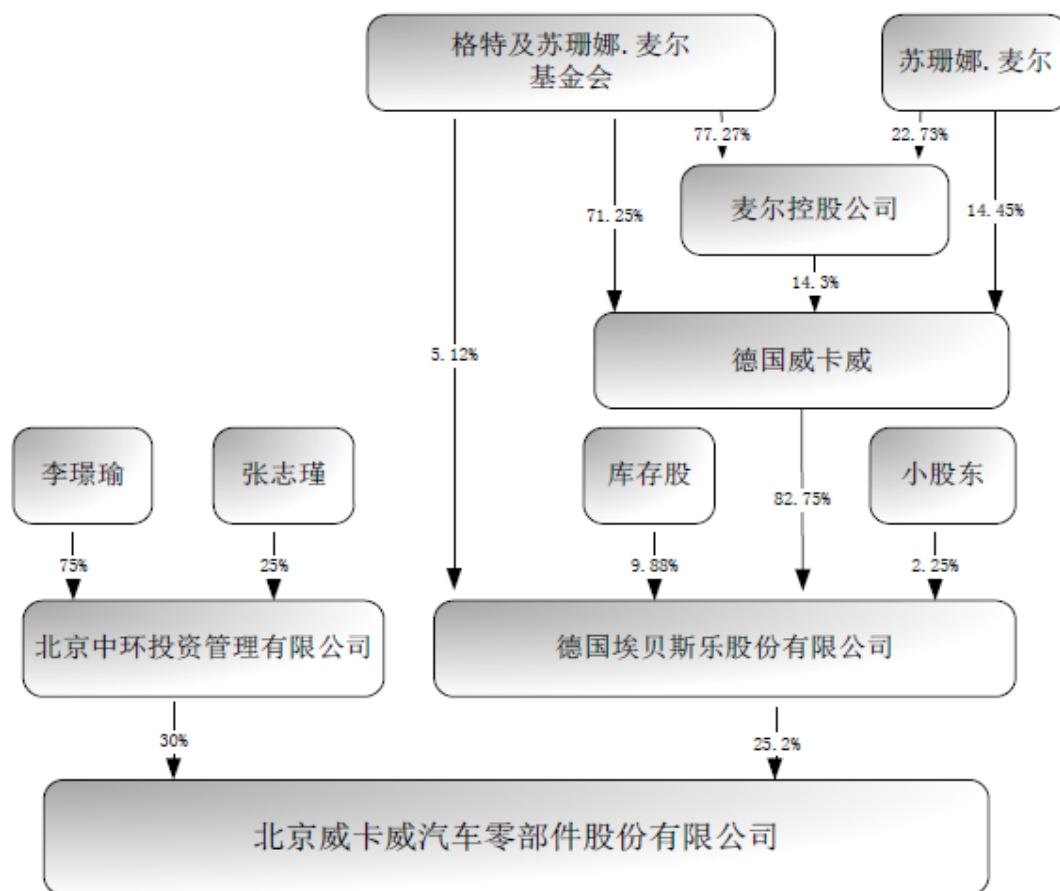 格特及苏珊娜.麦尔
基金会
苏珊娜.麦尔
77.27%
22.73%
麦尔控股公司
71.25%
14.45%
14.3%
德国威卡威
5.12%
李璟瑜
张志瑾
库存股
小股东
82.75%
75%
25%
9.88%
2.25%
北京中环投资管理有限公司
德国埃贝斯乐股份有限公司
30%
25.2%
北京威卡威汽车零部件股份有限公司